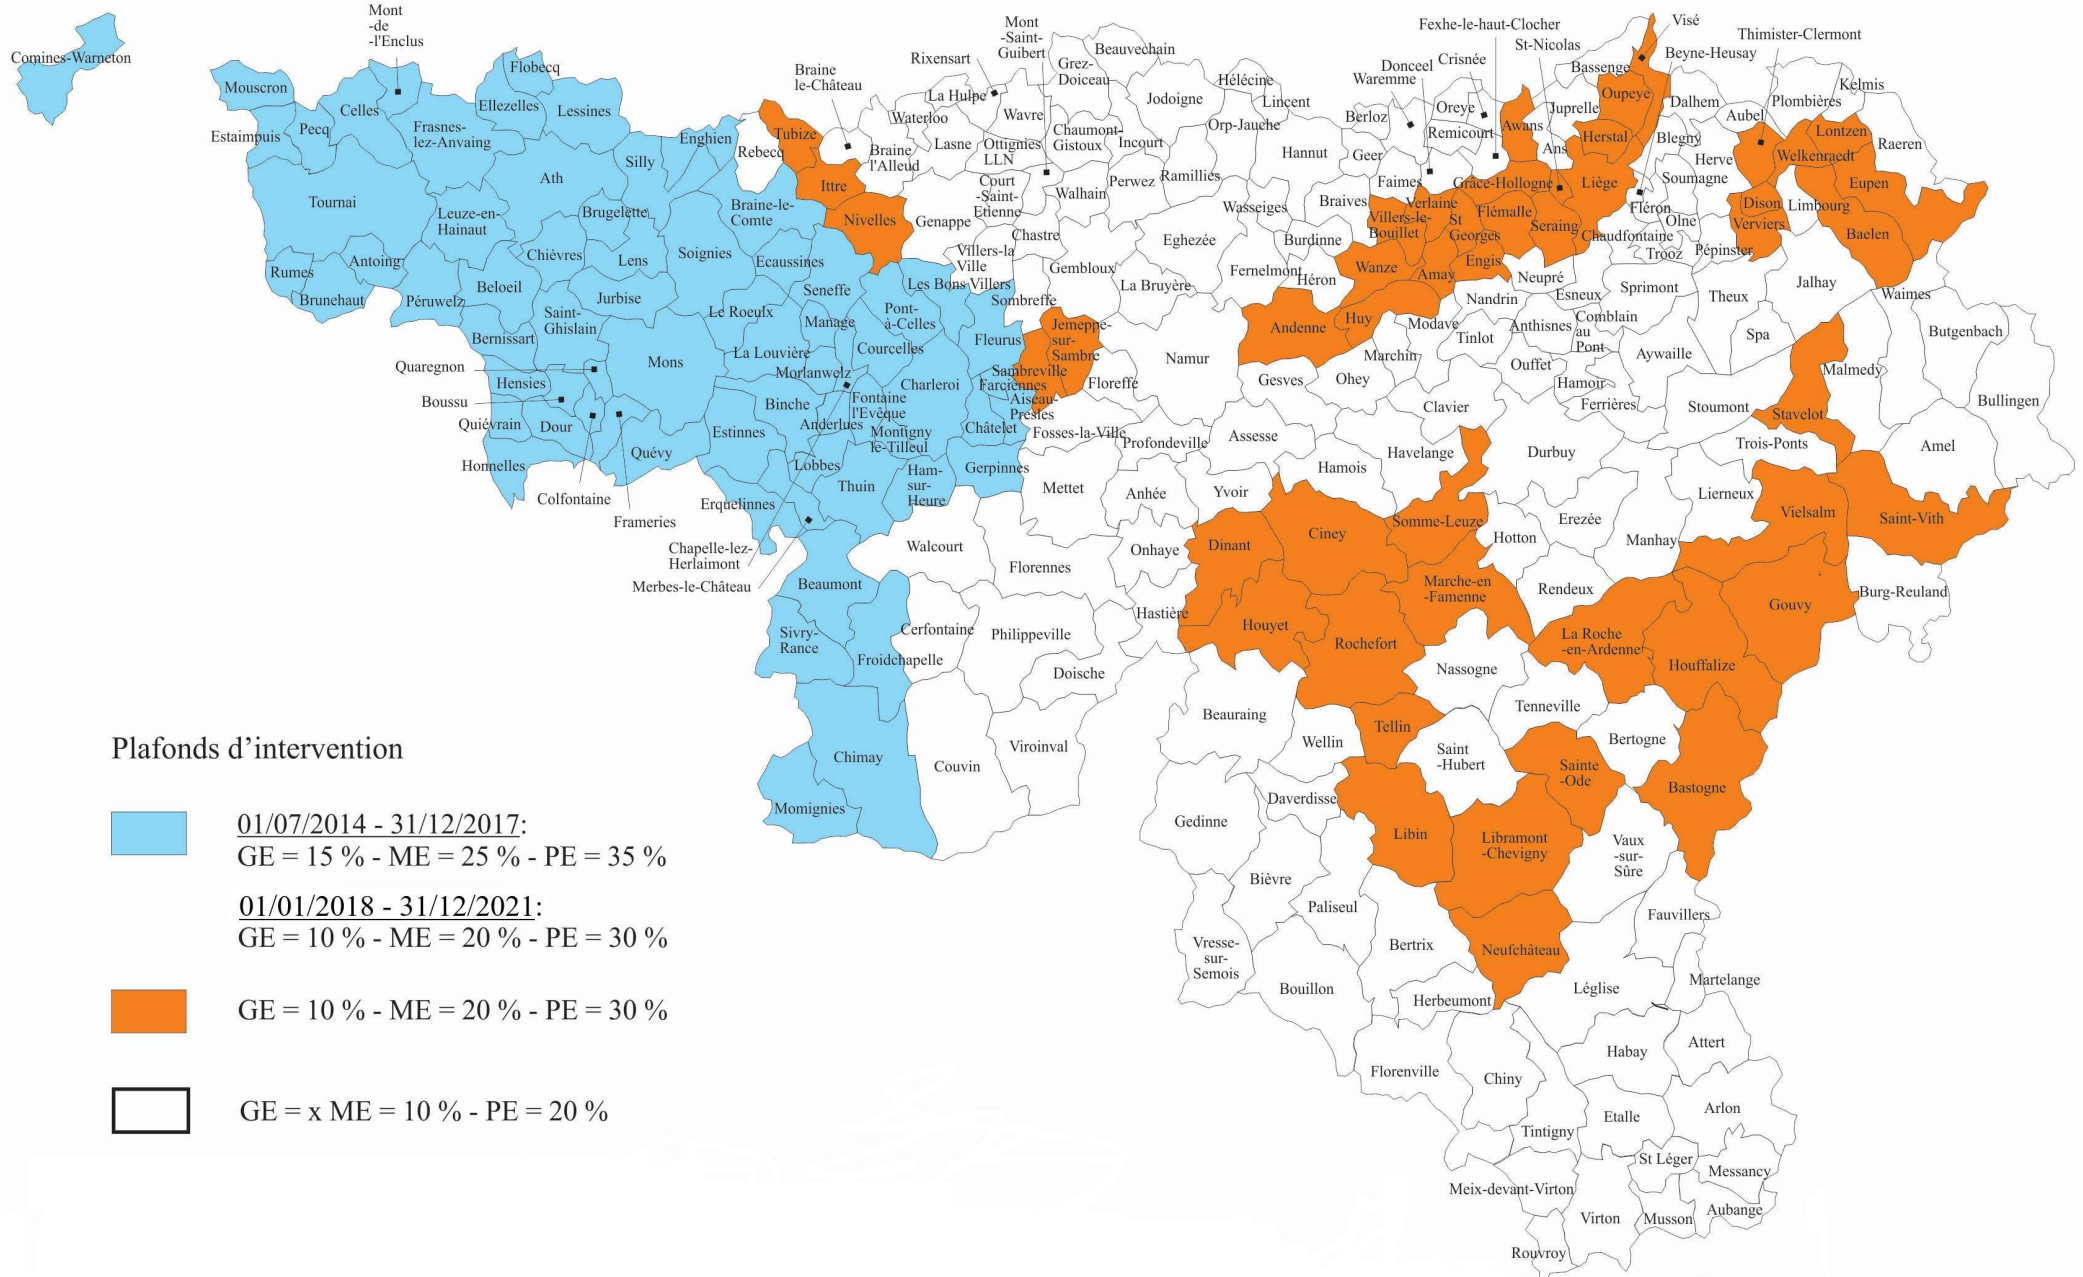 Mont
-de
-l'Enclus
Comines-Warneton
Mouscron
Estaimpuis
Pecq
Celles
Frasnes-
lez-Anvaing
Flobecq
Ellezelles
Lessines
Tournai
Leuze-en-
Hainaut
Ath
Silly
Enghien
Rebecq
Tubize
Ittre
Nivelles
Braine
le-Château
Braine
l'Alleud
Waterloo
La Hulpe
Rixensart
Lasne
Wavre
Ottignies
LLN
Mont
-Saint-
Guibert
Grez-
Doiceau
Beauvechain
Chaumont-
Gistoux
Court
-Saint-
Etienne
Genappe
Villers-la
Ville
Chastre
Walhain
Incourt
Jodoigne
Hélécine
Lincent
Orp-Jauche
Perwez
Ramillies
Hannut
Wasseiges
Braives
Burdinne
Héron
Geer
Berloz
Waremme
Donceel
Crisnée
Fexhe-le-haut-Clocher
St-Nicolas
Oreye
Remicourt
Faimes
Awans
Ans
Juprelle
Bassenge
Visé
Beyne-Heusay
Thimister-Clermont
Oupeye
Herstal
Dalhem
Blegny
Aubel
Plombières
Kelmis
Lontzen
Welkenraedt
Raeren
Eupen
Herve
Soumagne
Fléron
Olne
Dison
Verviers
Limbourg
Baelen
Grâce-Hollogne
Liège
Verlaine
Villers-le-
Bouillet
St
Georges
Flémalle
Seraing
Chaudfontaine
Trooz
Pépinster
Wanze
Amay
Engis
Neupré
Esneux
Sprimont
Theux
Jalhay
Waimes
Butgenbach
Bullingen
Amel
Malmedy
Stavelot
Spa
Stoumont
Trois-Ponts
Lierneux
Vielsalm
Saint-Vith
Burg-Reuland
Gouvy
Houffalize
Rumes
Antoing
Brunehaut
Péruwelz
Beloeil
Chièvres
Brugelette
Lens
Jurbise
Saint-
Ghislain
Bernissart
Quaregnon
Hensies
Boussu
Quiévrain
Dour
Honnelles
Colfontaine
Frameries
Mons
Quévy
Soignies
Braine-le-
Comte
Ecaussines
Le Roeulx
La Louvière
Seneffe
Manage
Morlanwelz
Binche
Estinnes
Anderlues
Erquelinnes
Lobbes
Chapelle-lez-
Herlaimont
Merbes-le-Château
Thuin
Pont-
à-Celles
Les Bons Villers
Courcelles
Charleroi
Fontaine
l'Evêque
Montigny
le-Tilleul
Ham-
sur-
Heure
Fleurus
Farciennes
Aiseau-
Presles
Châtelet
Gerpinnes
Sombreffe
Gembloux
Jemeppe-
sur-
Sambre
Sambreville
Floreffe
Fosses-la-Ville
Mettet
Eghezée
La Bruyère
Fernelmont
Namur
Andenne
Huy
Gesves
Ohey
Assesse
Profondeville
Anhée
Yvoir
Onhaye
Hastière
Dinant
Ciney
Hamois
Havelange
Somme-Leuze
Houyet
Rochefort
Marche-en
-Famenne
Modave
Marchin
Nandrin
Tinlot
Anthisnes
Comblain
au
Pont
Ouffet
Hamoir
Ferrières
Clavier
Aywaille
Durbuy
Erezée
Hotton
Manhay
Rendeux
La Roche
-en-Ardenne
Nassogne
Tenneville
Bertogne
Bastogne
Tellin
Wellin
Saint
-Hubert
Sainte
-Ode
Libin
Libramont
-Chevigny
Vaux
-sur-
Sûre
Neufchâteau
Fauvillers
Martelange
Léglise
Herbeumont
Bertrix
Paliseul
Daverdisse
Beauraing
Gedinne
Bièvre
Vresse-
sur-
Semois
Bouillon
Florenville
Chiny
Habay
Attert
Arlon
Etalle
Tintigny
St Léger
Messancy
Meix-devant-Virton
Virton
Musson
Aubange
Rouvroy
Walcourt
Florennes
Cerfontaine
Philippeville
Doische
Couvin
Viroinval
Beaumont
Sivry-
Rance
Froidchapelle
Chimay
Momignies
Plafonds d’intervention
01/07/2014 - 31/12/2017:
GE = 15 % - ME = 25 % - PE = 35 %
01/01/2018 - 31/12/2021:
GE = 10 % - ME = 20 % - PE = 30 %
GE = 10 % - ME = 20 % - PE = 30 %
GE = x ME = 10 % - PE = 20 %